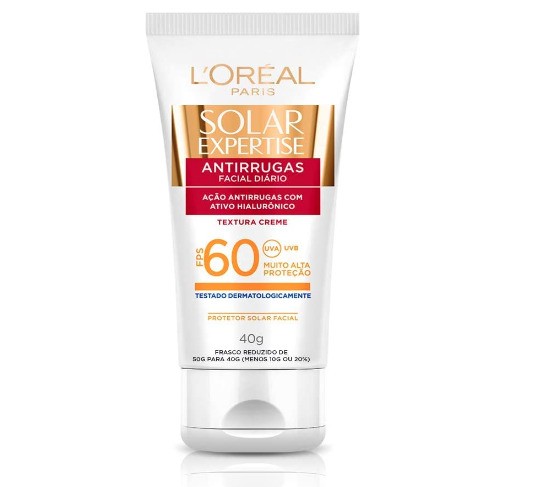 L'ORÉAL
PARIS
SOLAR
EXPERTISE
ANTIRRUGAS
FACIAL DIÁRIO
AÇÃO ANTIRRUGAS COM
ATIVO HIALURÔNICO
TEXTURA CREME
FPS 60 UVA UVB
MUITO ALTA
PROTEÇÃO
TESTADO DERMATOLOGICAMENTE
PROTETOR SOLAR FACIAL
40g
FRASCO REDUZIDO DE
50G PARA 40G (MENOS 10G OU 20%)